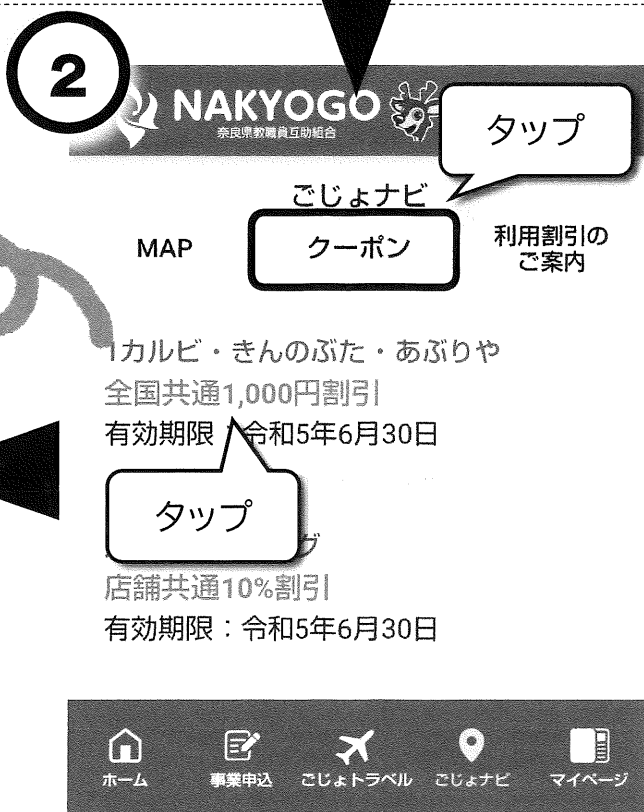 2
NAKYOGO
奈良県教職員互助組合
タップ
ごじょナビ
MAP
クーポン
利用割引の
ご案内
1カルビ・きんのぶた・あぶりや
全国共通1,000円割引
有効期限:令和5年6月30日
タップ
グ
店舗共通10%割引
有効期限:令和5年6月30日
ホーム
事業申込
ごじょトラベル
ごじょナビ
マイページ